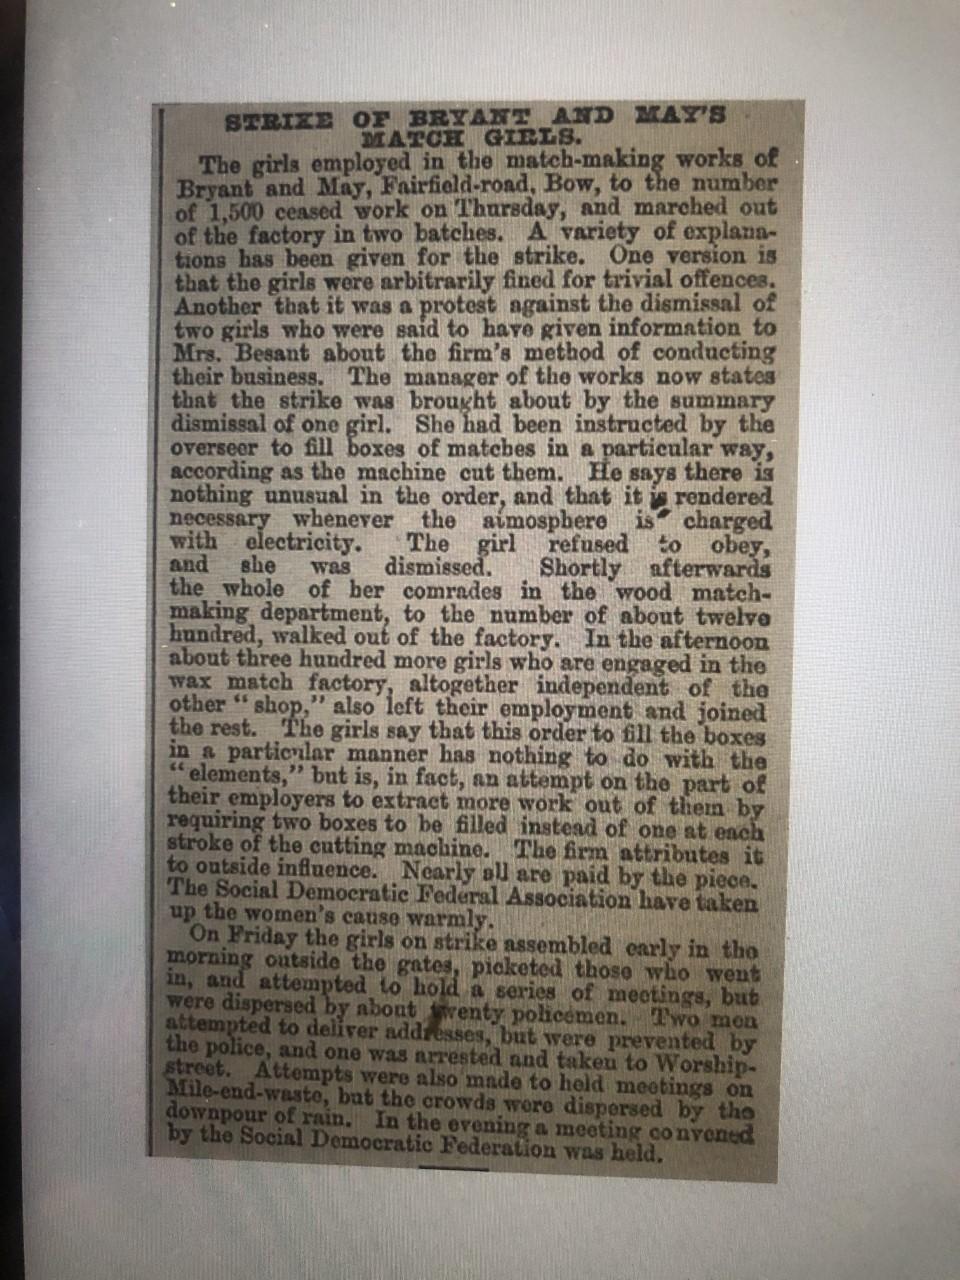 STRIKE OF BRYANT AND MAY'S
MATCH GIRLS.
The girls employed in the match-making works of
Bryant and May, Fairfield-road, Bow, to the number
of 1,500 ceased work on Thursday, and marched out
of the factory in two batches. A variety of explana-
tions has been given for the strike. One version is
that the girls were arbitrarily fined for trivial offences.
Another that it was a protest against the dismissal of
two girls who were said to have given information to
Mrs. Besant about the firm's method of conducting
their business. The manager of the works now states
that the strike was brought about by the summary
dismissal of one girl. She had been instructed by the
overseer to fill boxes of matches in a particular way,
according as the machine cut them. He says there is
nothing unusual in the order, and that it is rendered
necessary whenever the atmosphere is charged
with electricity. The girl refused to obey,
and she was dismissed. Shortly afterwards
the whole of her comrades in the wood match-
making department, to the number of about twelve
hundred, walked out of the factory. In the afternoon
about three hundred more girls who are engaged in the
wax match factory, altogether independent of the
other "shop," also left their employment and joined
the rest. The girls say that this order to fill the boxes
in a particular manner has nothing to do with the
"elements," but is, in fact, an attempt on the part of
their employers to extract more work out of them by
requiring two boxes to be filled instead of one at each
stroke of the cutting machine. The firm attributes it
to outside influence. Nearly all are paid by the piece.
The Social Democratic Federal Association have taken
up the women's cause warmly.
On Friday the girls on strike assembled early in the
morning outside the gates, picketed those who went
in, and attempted to hold a series of meetings, but
were dispersed by about twenty policemen. Two men
attempted to deliver addresses, but were prevented by
the police, and one was arrested and taken to Worship-
street. Attempts were also made to hold meetings on
Mile-end-waste, but the crowds were dispersed by the
downpour of rain. In the evening a meeting convened
by the Social Democratic Federation was held.